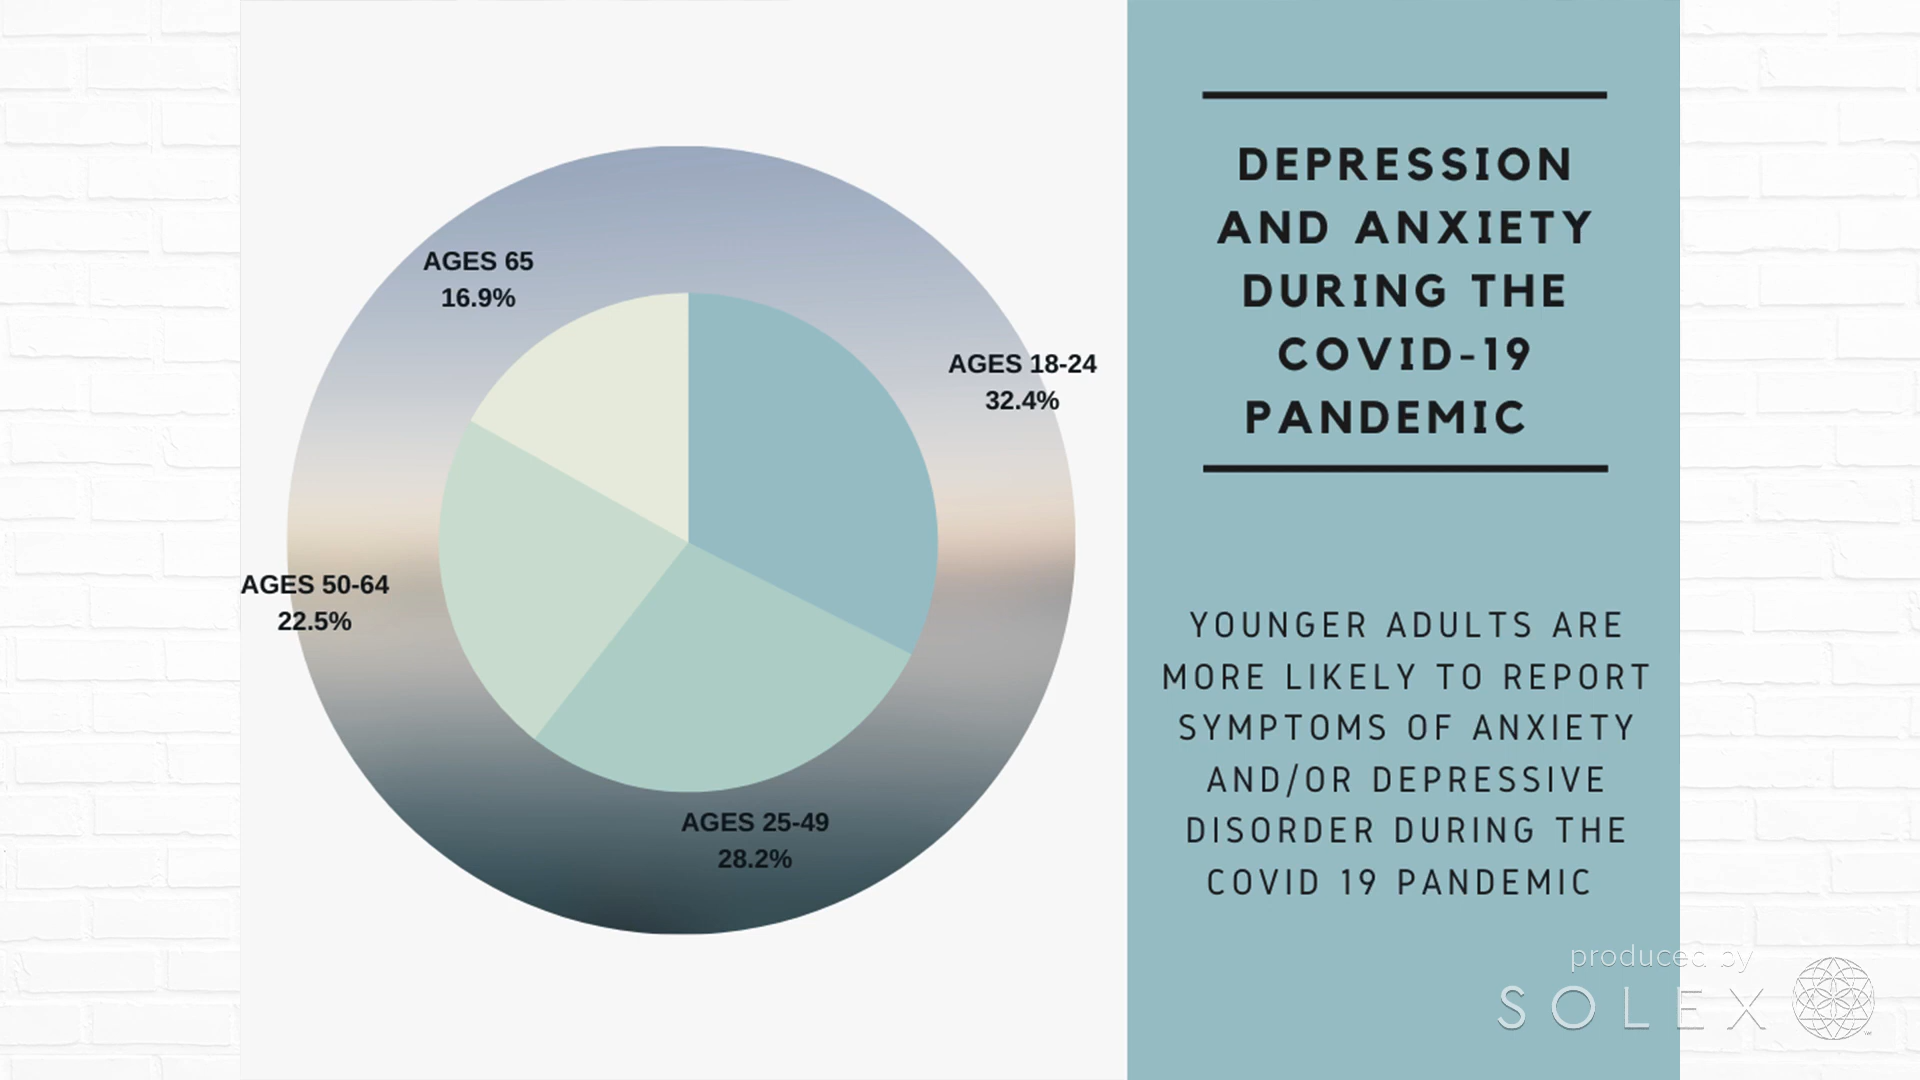 AGES 65
16.9%
AGES 18-24
32.4%
AGES 50-64
22.5%
AGES 25-49
28.2%
DEPRESSION
AND ANXIETY
DURING THE
COVID-19
PANDEMIC
YOUNGER ADULTS ARE
MORE LIKELY TO REPORT
SYMPTOMS OF ANXIETY
AND/OR DEPRESSIVE
DISORDER DURING THE
COVID 19 PANDEMIC
produced by
SOLEX